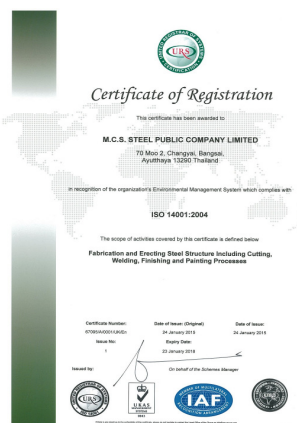 URS
Certificate of Registration
This certificate has been awarded to
M.C.S. STEEL PUBLIC COMPANY LIMITED
70 Moo 2, Changyai, Bangsai,
Ayutthaya 13290 Thailand
in recognition of the organization's Environmental Management System which complies with
ISO 14001:2004
The scope of activities covered by this certificate is defined below
Fabrication and Erecting Steel Structure Including Cutting,
Welding, Finishing and Painting Processes
Certificate Number: Date of Issue: (Original) Date of Issue:
24 January 2015 24 January 2015
Issue No: Expiry Date:
1 23 January 2018
Issued by: On behalf of the Schemes Manager
URS
UKAS
IAF